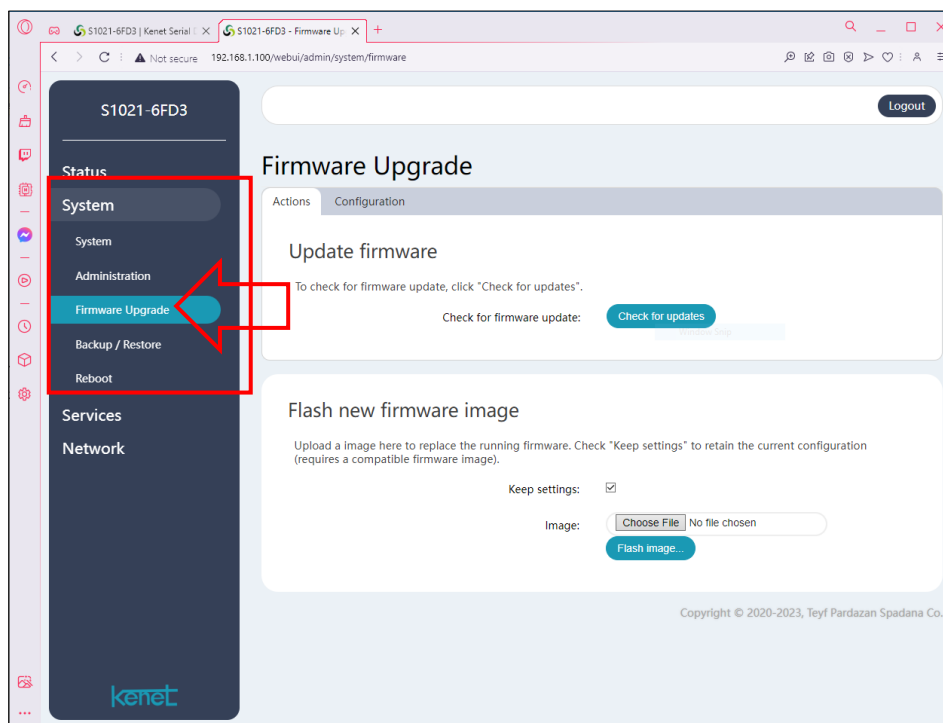 S1021-6FD3 | Kenet Serial
S1021-6FD3 - Firmware Up
Not secure 192.168.1.100/webui/admin/system/firmware
S1021-6FD3
Logout
Status
System
System
Administration
Firmware Upgrade
Backup / Restore
Reboot
Services
Network
kenet
Firmware Upgrade
Actions Configuration
Update firmware
To check for firmware update, click "Check for updates".
Check for firmware update: Check for updates
Window Snip
Flash new firmware image
Upload a image here to replace the running firmware. Check "Keep settings" to retain the current configuration
(requires a compatible firmware image).
Keep settings:
Image: Choose File No file chosen
Flash image...
Copyright © 2020-2023, Teyf Pardazan Spadana Co.